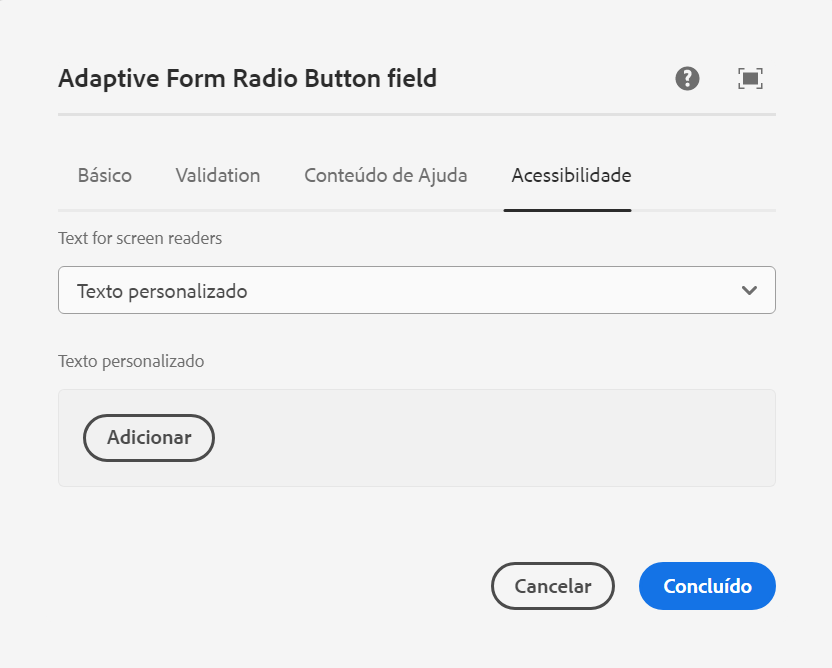 Adaptive Form Radio Button field
Básico Validation Conteúdo de Ajuda Acessibilidade
Text for screen readers
Texto personalizado
Texto personalizado
Adicionar
Cancelar Concluído